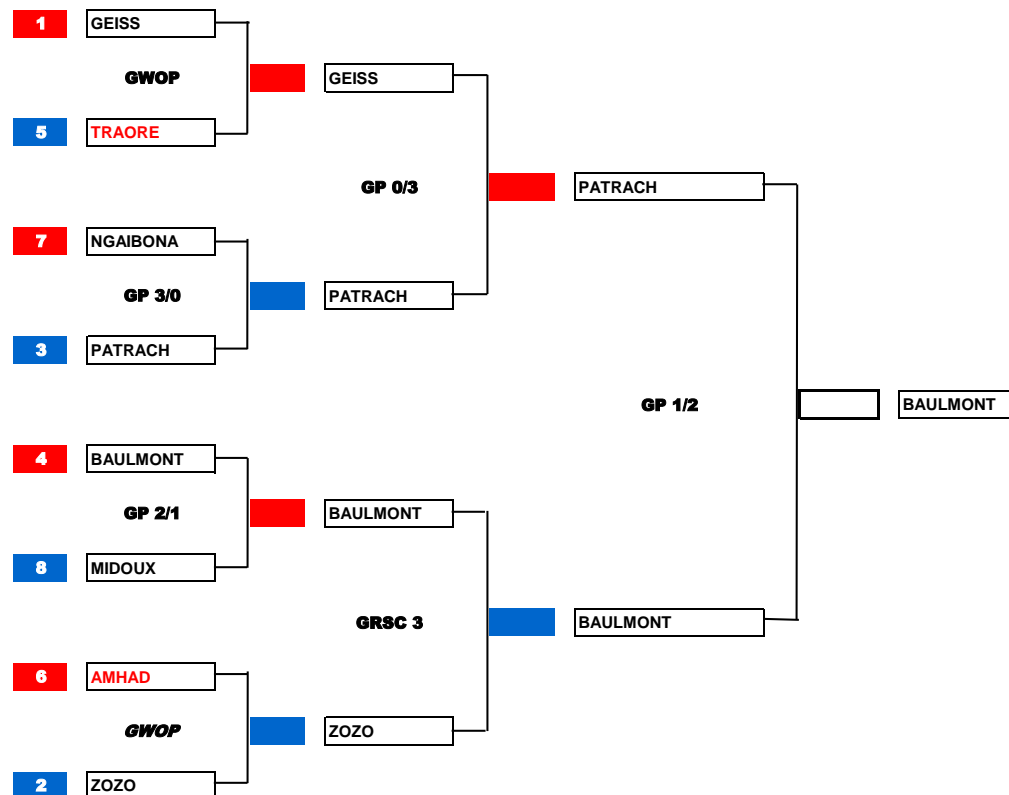 1 GEISS
GWOP GEISS
5 TRAORE
GP 0/3 PATRACH
7 NGAIBONA
GP 3/0 PATRACH
3 PATRACH
GP 1/2 BAULMONT
4 BAULMONT
GP 2/1 BAULMONT
8 MIDOUX
GRSC 3 BAULMONT
6 AMHAD
GWOP ZOZO
2 ZOZO